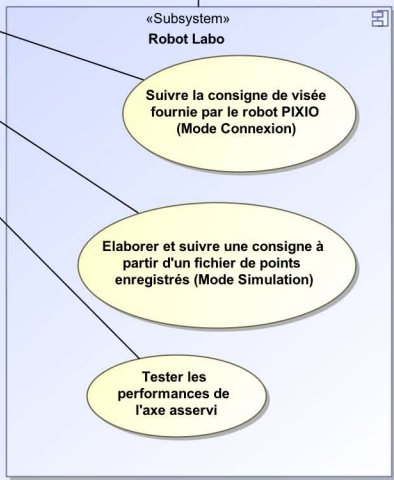 «Subsystem»
Robot Labo
Suivre la consigne de visée
fournie par le robot PIXIO
(Mode Connexion)
Elaborer et suivre une consigne à
partir d'un fichier de points
enregistrés (Mode Simulation)
Tester les
performances de
l'axe asservi